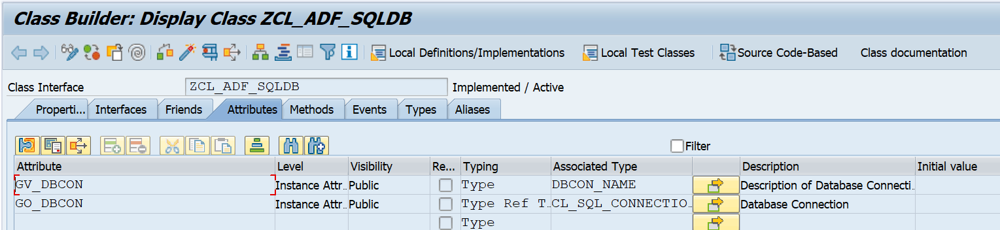 Class Builder: Display Class ZCL_ADF_SQLDB
Local Definitions/Implementations Local Test Classes Source Code-Based Class documentation
Class Interface ZCL_ADF_SQLDB Implemented / Active
Properti... Interfaces Friends Attributes Methods Events Types Aliases
Filter
Attribute Level Visibility Re... Typing Associated Type Description Initial value
GV_DBCON Instance Attr... Public Type DBCON_NAME Description of Database Connecti...
GO_DBCON Instance Attr... Public Type Ref T... CL_SQL_CONNECTIO... Database Connection
Type